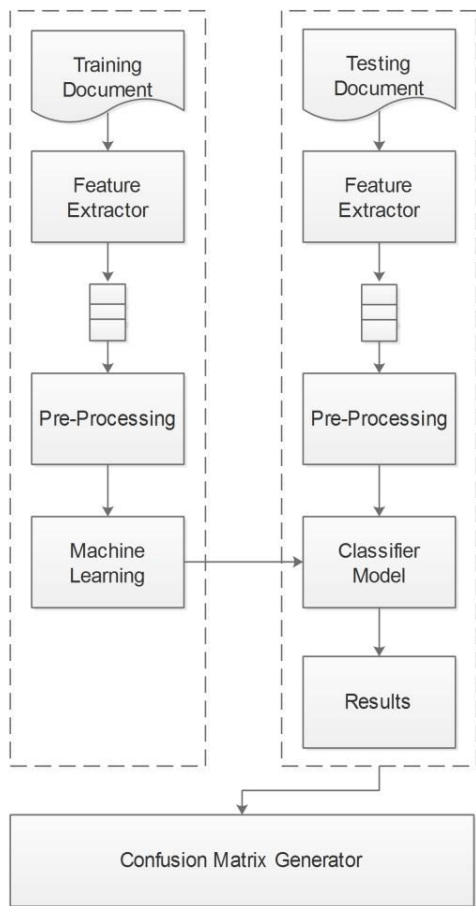 Training
Document
Feature
Extractor
Pre-Processing
Machine
Learning
Testing
Document
Feature
Extractor
Pre-Processing
Classifier
Model
Results
Confusion Matrix Generator